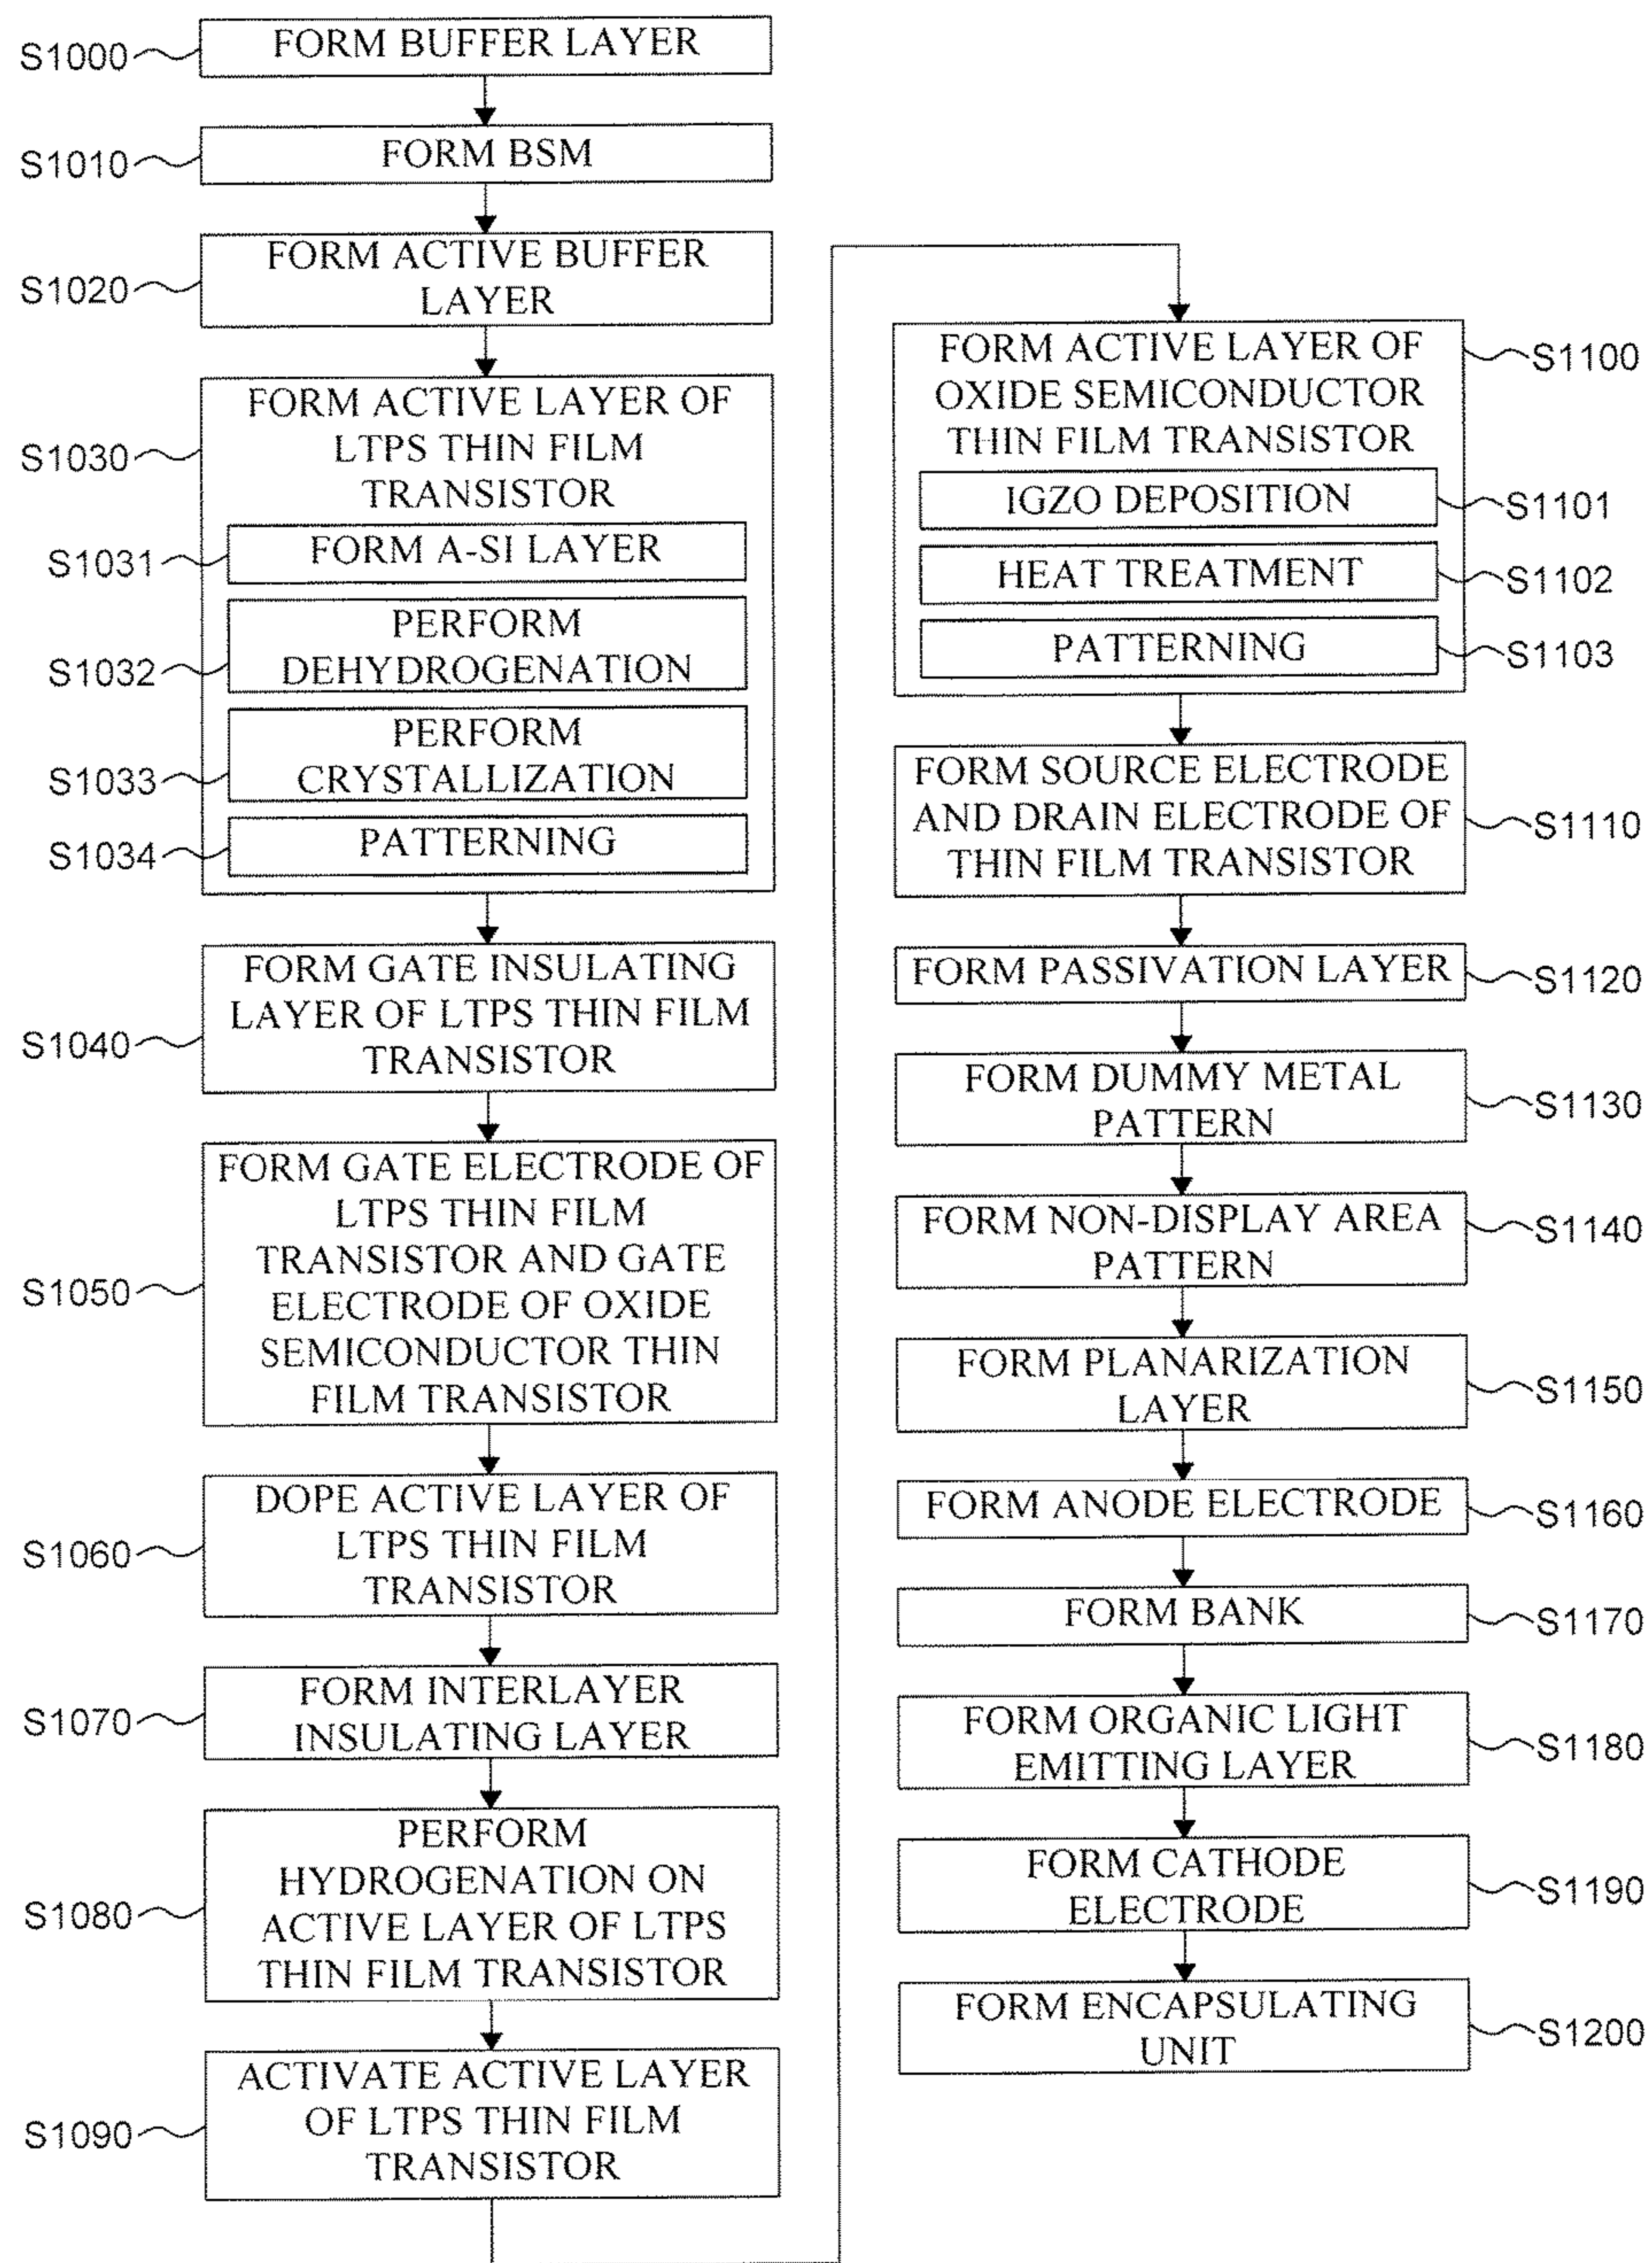 S1000
FORM BUFFER LAYER
S1010
FORM BSM
S1020
FORM ACTIVE BUFFER
LAYER
S1030
FORM ACTIVE LAYER OF
LTPS THIN FILM
TRANSISTOR
S1031
FORM A-SI LAYER
S1032
PERFORM
DEHYDROGENATION
S1033
PERFORM
CRYSTALLIZATION
S1034
PATTERNING
S1040
FORM GATE INSULATING
LAYER OF LTPS THIN FILM
TRANSISTOR
S1050
FORM GATE ELECTRODE OF
LTPS THIN FILM
TRANSISTOR AND GATE
ELECTRODE OF OXIDE
SEMICONDUCTOR THIN
FILM TRANSISTOR
S1060
DOPE ACTIVE LAYER OF
LTPS THIN FILM
TRANSISTOR
S1070
FORM INTERLAYER
INSULATING LAYER
S1080
PERFORM
HYDROGENATION ON
ACTIVE LAYER OF LTPS
THIN FILM TRANSISTOR
S1090
ACTIVATE ACTIVE LAYER
OF LTPS THIN FILM
TRANSISTOR
FORM ACTIVE LAYER OF
OXIDE SEMICONDUCTOR
THIN FILM TRANSISTOR
S1100
IGZO DEPOSITION
S1101
HEAT TREATMENT
S1102
PATTERNING
S1103
FORM SOURCE ELECTRODE
AND DRAIN ELECTRODE OF
THIN FILM TRANSISTOR
S1110
FORM PASSIVATION LAYER
S1120
FORM DUMMY METAL
PATTERN
S1130
FORM NON-DISPLAY AREA
PATTERN
S1140
FORM PLANARIZATION
LAYER
S1150
FORM ANODE ELECTRODE
S1160
FORM BANK
S1170
FORM ORGANIC LIGHT
EMITTING LAYER
S1180
FORM CATHODE
ELECTRODE
S1190
FORM ENCAPSULATING
UNIT
S1200